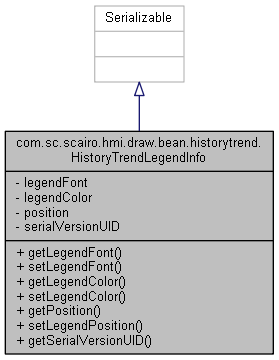 Serializable
com.sc.scairo.hmi.draw.bean.historytrend.
HistoryTrendLegendInfo
- legendFont
- legendColor
- position
- serialVersionUID
+ getLegendFont()
+ setLegendFont()
+ getLegendColor()
+ setLegendColor()
+ getPosition()
+ setLegendPosition()
+ getSerialVersionUID()